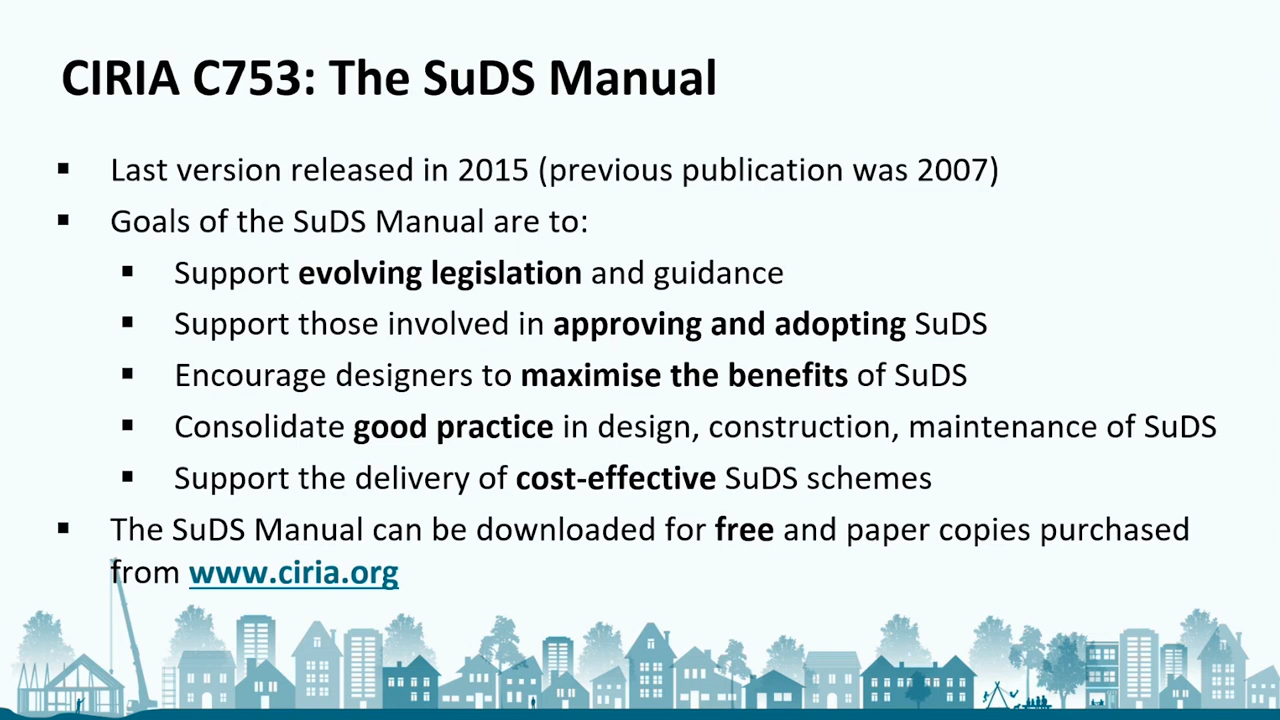 CIRIA C753: The SuDS Manual
▪ Last version released in 2015 (previous publication was 2007)
▪ Goals of the SuDS Manual are to:
▪ Support evolving legislation and guidance
▪ Support those involved in approving and adopting SuDS
▪ Encourage designers to maximise the benefits of SuDS
▪ Consolidate good practice in design, construction, maintenance of SuDS
▪ Support the delivery of cost-effective SuDS schemes
▪ The SuDS Manual can be downloaded for free and paper copies purchased
from www.ciria.org